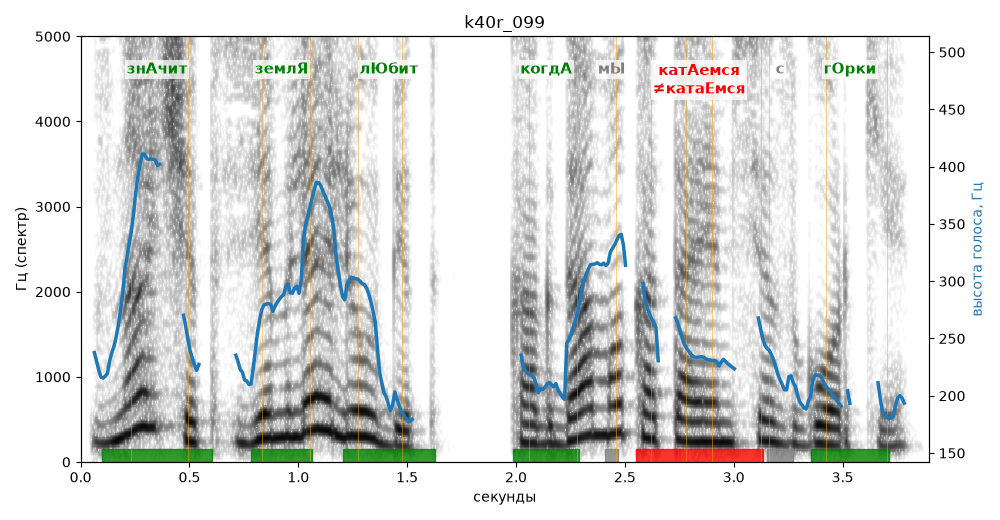 k40r_099
знАчит землЯ лЮбит когдА мЫ катАемся с гОрки
≠катаЕмся
Гц (спектр)
5000
4000
3000
2000
1000
0
500
450
400
350
300
250
200
150
высота голоса, Гц
0.0 0.5 1.0 1.5 2.0 2.5 3.0 3.5
секунды